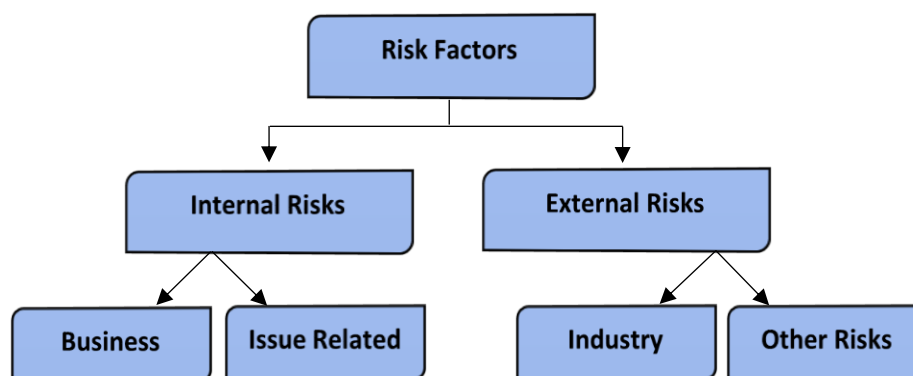 Risk Factors
Internal Risks
External Risks
Business
Issue Related
Industry
Other Risks